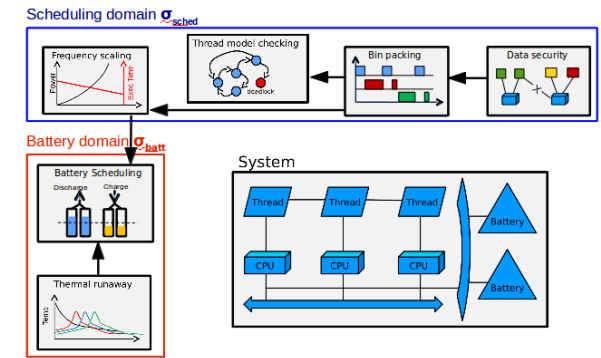 Scheduling domain σsched
Frequency scaling
Power
Exec Time
Thread model checking
deadlock
Bin packing
Data security
Battery domain σbatt
Battery Scheduling
Discharge Charge
Thermal runaway
Temp
System
Thread Thread Thread
Battery
CPU CPU CPU
Battery